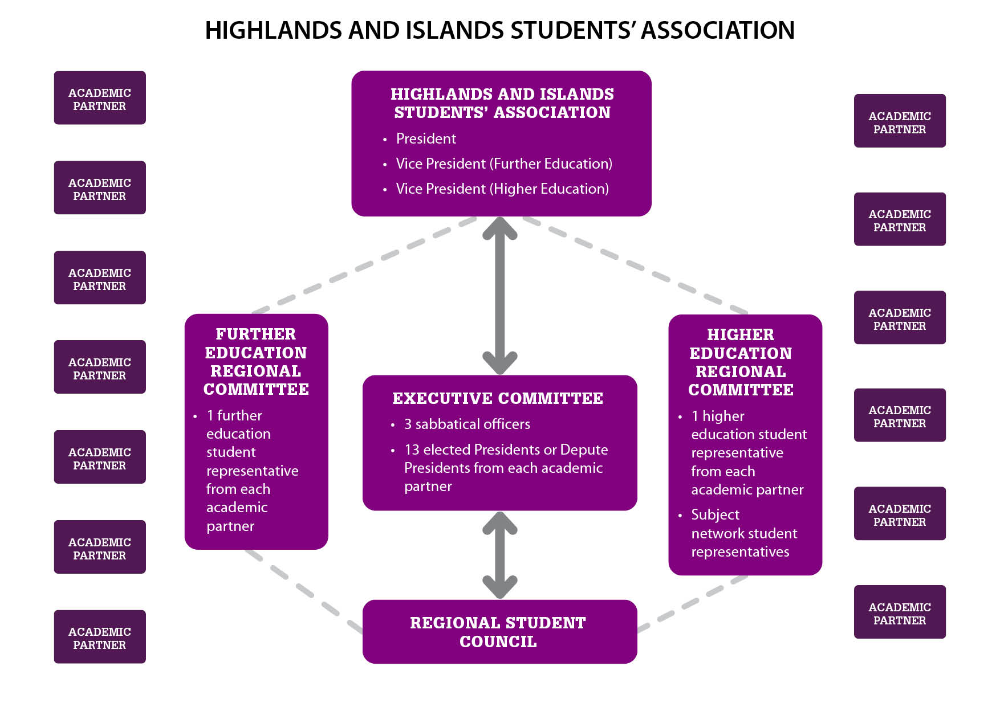 HIGHLANDS AND ISLANDS STUDENTS’ ASSOCIATION
ACADEMIC
PARTNER
ACADEMIC
PARTNER
ACADEMIC
PARTNER
ACADEMIC
PARTNER
ACADEMIC
PARTNER
ACADEMIC
PARTNER
ACADEMIC
PARTNER
HIGHLANDS AND ISLANDS
STUDENTS’ ASSOCIATION
• President
• Vice President (Further Education)
• Vice President (Higher Education)
FURTHER
EDUCATION
REGIONAL
COMMITTEE
• 1 further
education
student
representative
from each
academic
partner
EXECUTIVE COMMITTEE
• 3 sabbatical officers
• 13 elected Presidents or Depute
Presidents from each academic
partner
HIGHER
EDUCATION
REGIONAL
COMMITTEE
• 1 higher
education student
representative
from each
academic partner
• Subject
network student
representatives
REGIONAL STUDENT
COUNCIL
ACADEMIC
PARTNER
ACADEMIC
PARTNER
ACADEMIC
PARTNER
ACADEMIC
PARTNER
ACADEMIC
PARTNER
ACADEMIC
PARTNER